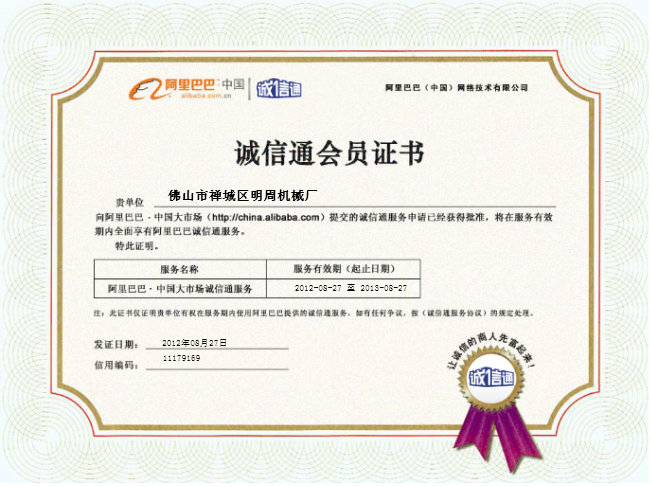 阿里巴巴 中国 诚信通 阿里巴巴（中国）网络技术有限公司
alibaba.com.cn
诚信通会员证书
贵单位 佛山市禅城区明周机械厂
向阿里巴巴·中国大市场（http://china.alibaba.com）提交的诚信通服务申请已经获得批准，将在服务有效
期内全面享有阿里巴巴诚信通服务。
特此证明。
服务名称 服务有效期（起止日期）
阿里巴巴·中国大市场诚信通服务 2012-08-27 至 2013-08-27
注：此证书仅证明贵单位有权在服务期内使用阿里巴巴提供的诚信通服务，如有任何争议，按《诚信通服务协议》的规定处理。
发证日期： 2012年08月27日
信用编码： 11179169
让诚信的商人先富起来！
诚信通